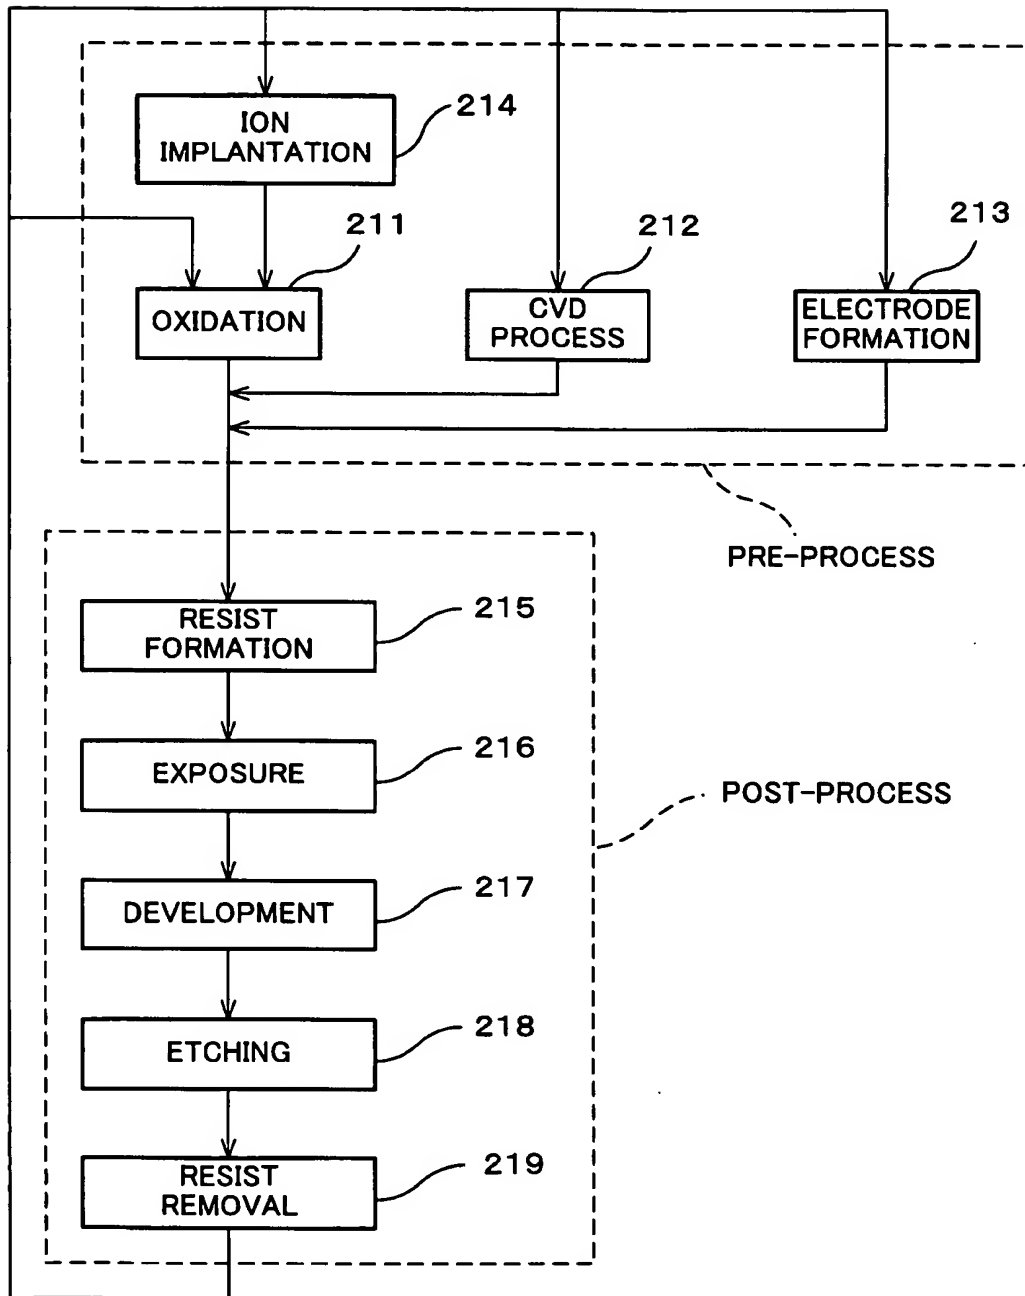 ION
IMPLANTATION
214
211
212
213
OXIDATION
CVD
PROCESS
ELECTRODE
FORMATION
PRE-PROCESS
RESIST
FORMATION
215
EXPOSURE
216
POST-PROCESS
DEVELOPMENT
217
ETCHING
218
RESIST
REMOVAL
219